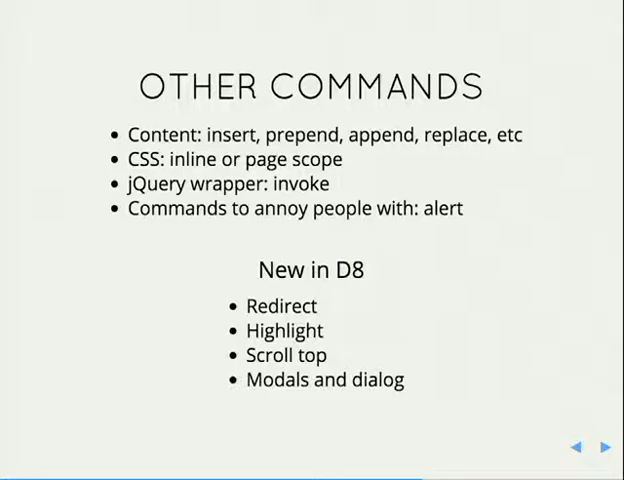 OTHER COMMANDS
Content: insert, prepend, append, replace, etc
CSS: inline or page scope
jQuery wrapper: invoke
Commands to annoy people with: alert
New in D8
Redirect
Highlight
Scroll top
Modals and dialog